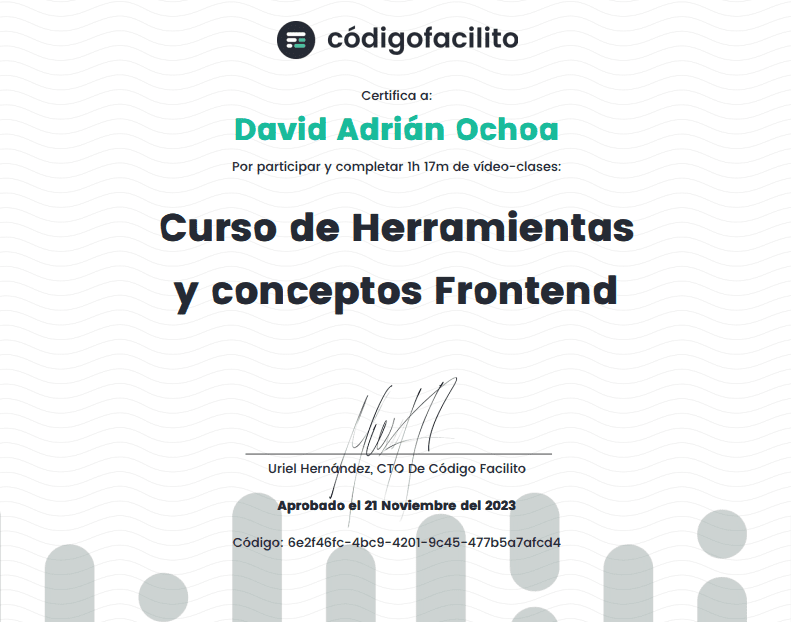 códigofacilito
Certifica a:
David Adrián Ochoa
Por participar y completar 1h 17m de vídeo-clases:
Curso de Herramientas
y conceptos Frontend
Uriel Hernández, CTO De Código Facilito
Aprobado el 21 Noviembre del 2023
Código: 6e2f46fc-4bc9-4201-9c45-477b5a7afcd4